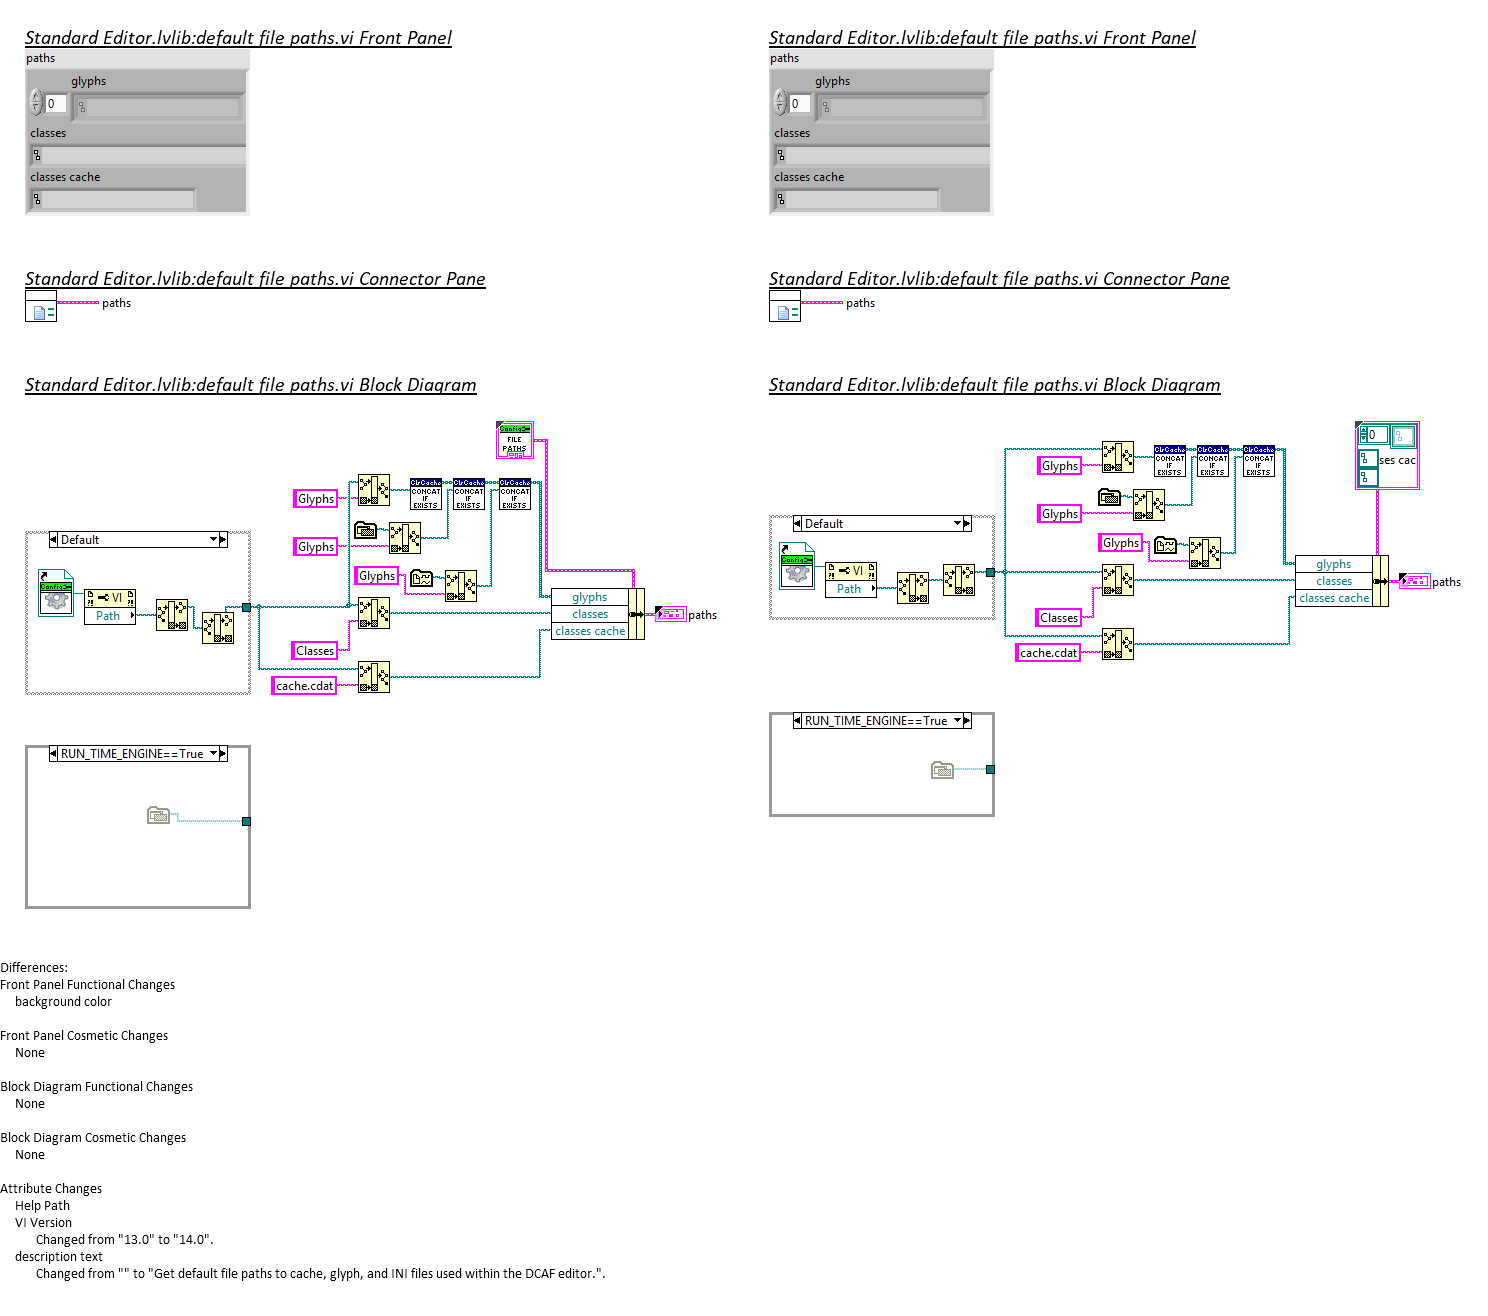 Standard Editor.lvlib:default file paths.vi Front Panel
paths
glyphs
0
classes
classes cache
Standard Editor.lvlib:default file paths.vi Connector Pane
paths
Standard Editor.lvlib:default file paths.vi Block Diagram
Config
FILE
PATHS
Glyphs
ClrCache
CONCAT
IF
EXISTS
ClrCache
CONCAT
IF
EXISTS
ClrCache
CONCAT
IF
EXISTS
Glyphs
Default
Glyphs
Config
VI
Path
glyphs
classes
classes cache
paths
Classes
cache.cdat
RUN_TIME_ENGINE==True
Standard Editor.lvlib:default file paths.vi Front Panel
paths
glyphs
0
classes
classes cache
Standard Editor.lvlib:default file paths.vi Connector Pane
paths
Standard Editor.lvlib:default file paths.vi Block Diagram
0
ses cac
Glyphs
ClrCache
CONCAT
IF
EXISTS
ClrCache
CONCAT
IF
EXISTS
ClrCache
CONCAT
IF
EXISTS
Glyphs
Default
Glyphs
Config
VI
Path
glyphs
classes
classes cache
paths
Classes
cache.cdat
RUN_TIME_ENGINE==True
Differences:
Front Panel Functional Changes
background color
Front Panel Cosmetic Changes
None
Block Diagram Functional Changes
None
Block Diagram Cosmetic Changes
None
Attribute Changes
Help Path
VI Version
Changed from "13.0" to "14.0".
description text
Changed from "" to "Get default file paths to cache, glyph, and INI files used within the DCAF editor.".